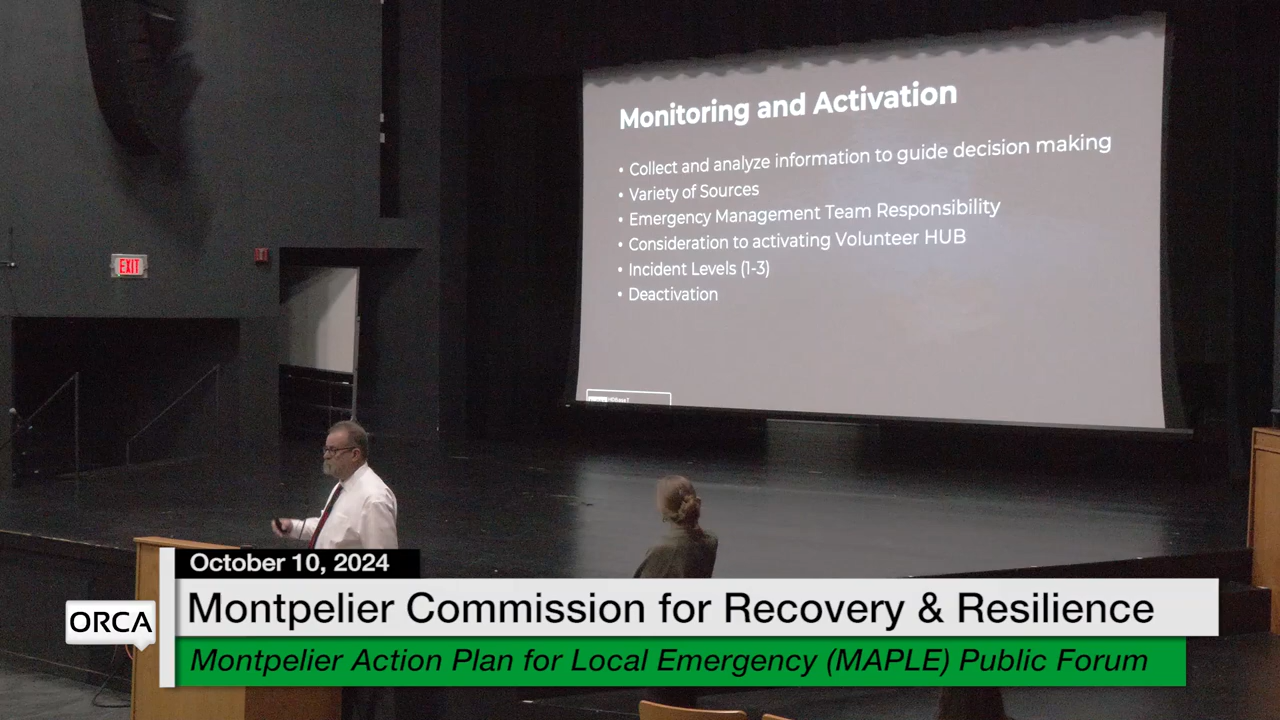 Monitoring and Activation
• Collect and analyze information to guide decision making
• Variety of Sources
• Emergency Management Team Responsibility
• Consideration to activating Volunteer HUB
• Incident Levels (1-3)
• Deactivation
EXIT
October 10, 2024
ORCA
Montpelier Commission for Recovery & Resilience
Montpelier Action Plan for Local Emergency (MAPLE) Public Forum